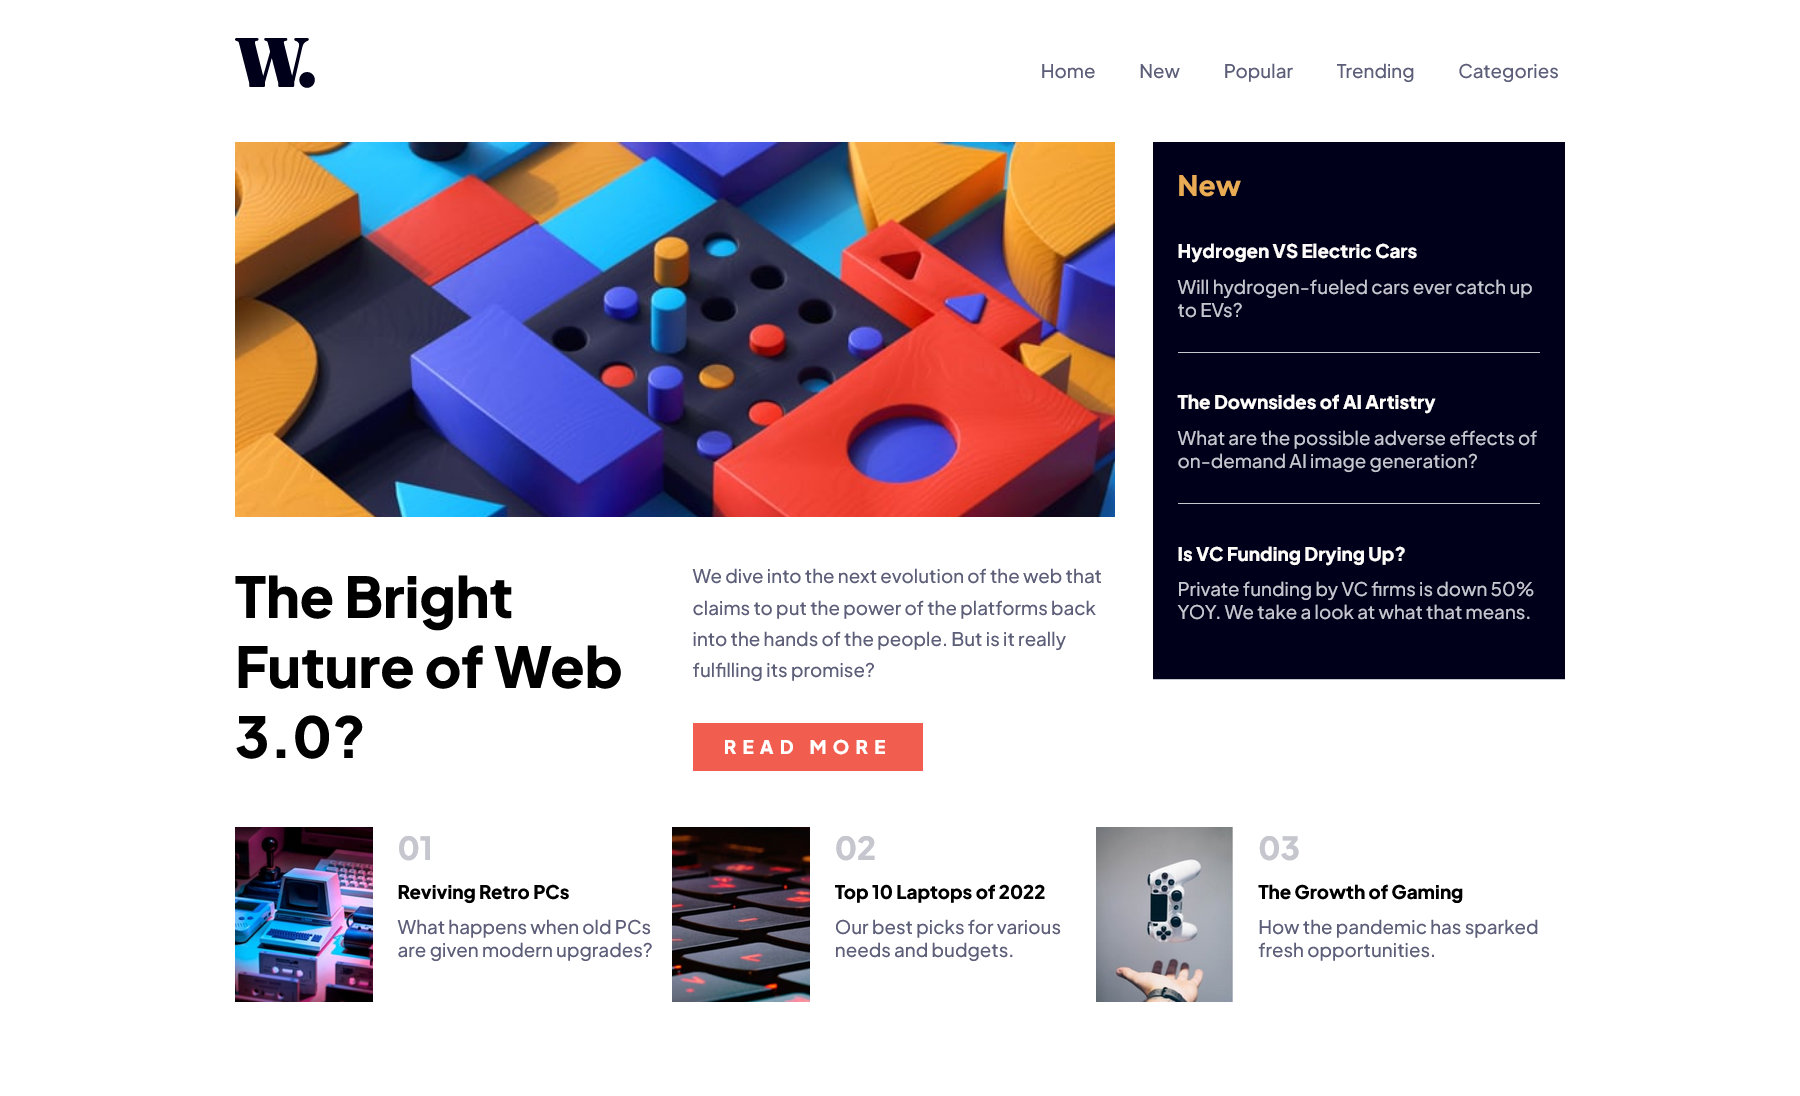 W.
Home New Popular Trending Categories
New
Hydrogen VS Electric Cars
Will hydrogen-fueled cars ever catch up
to EVs?
The Downsides of AI Artistry
What are the possible adverse effects of
on-demand AI image generation?
Is VC Funding Drying Up?
Private funding by VC firms is down 50%
YOY. We take a look at what that means.
The Bright
Future of Web
3.0?
We dive into the next evolution of the web that
claims to put the power of the platforms back
into the hands of the people. But is it really
fulfilling its promise?
READ MORE
01
Reviving Retro PCs
What happens when old PCs
are given modern upgrades?
02
Top 10 Laptops of 2022
Our best picks for various
needs and budgets.
03
The Growth of Gaming
How the pandemic has sparked
fresh opportunities.